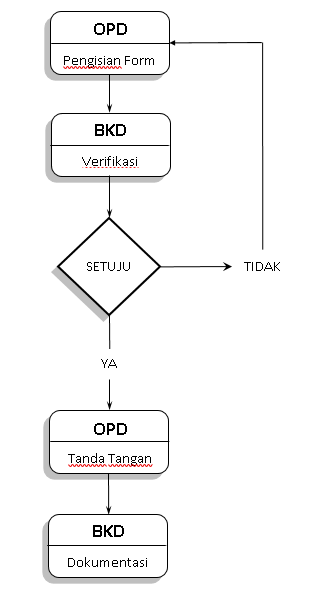 OPD
Pengisian Form
BKD
Verifikasi
SETUJU
TIDAK
YA
OPD
Tanda Tangan
BKD
Dokumentasi